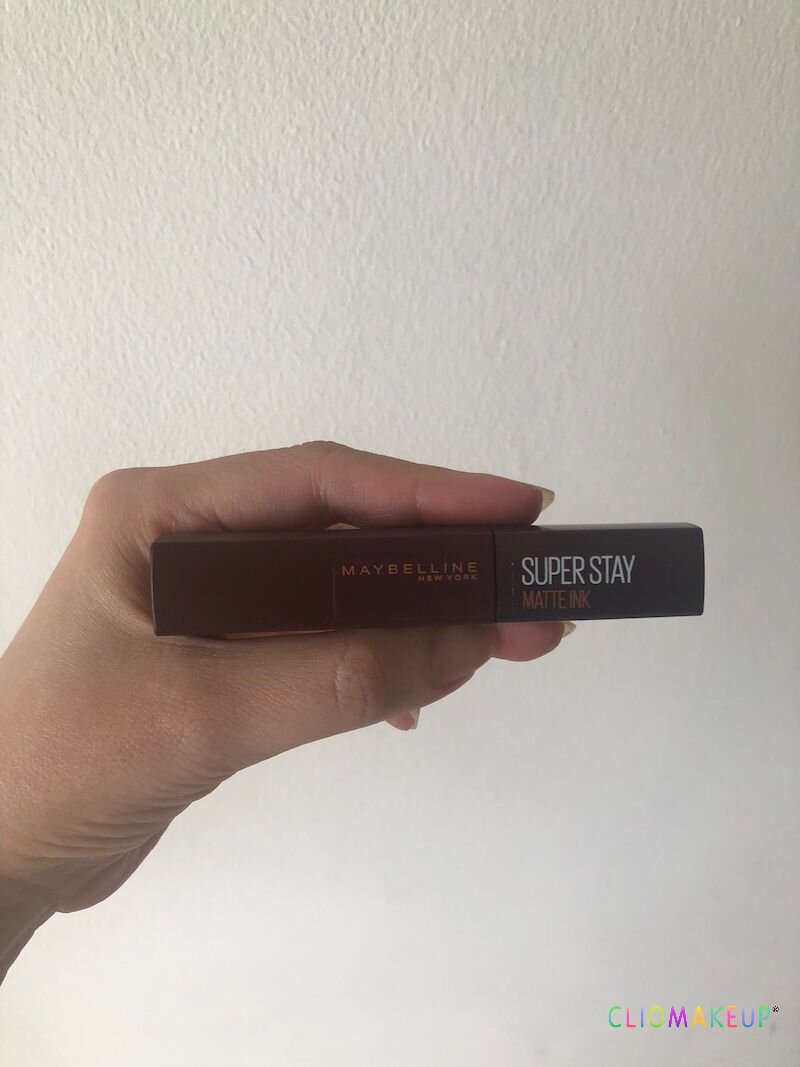 MAYBELLINE
NEW YORK
SUPER STAY
MATTE INK
CLIOMAKEUP®